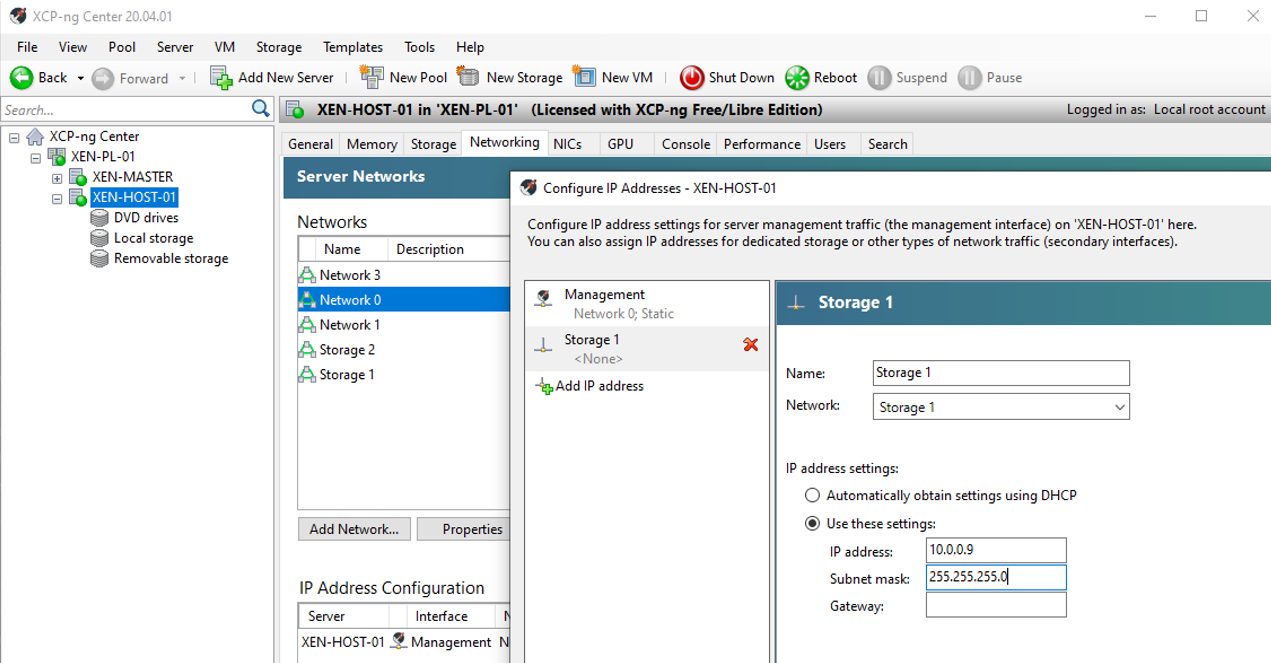 XCP-ng Center 20.04.01
File View Pool Server VM Storage Templates Tools Help
Back Forward Add New Server New Pool New Storage New VM Shut Down Reboot Suspend Pause
Search...
XEN-HOST-01 in 'XEN-PL-01' (Licensed with XCP-ng Free/Libre Edition)
Logged in as: Local root account
XCP-ng Center
XEN-PL-01
XEN-MASTER
XEN-HOST-01
DVD drives
Local storage
Removable storage
General Memory Storage Networking NICs GPU Console Performance Users Search
Server Networks
Networks
Name Description
Network 3
Network 0
Network 1
Storage 2
Storage 1
Add Network... Properties
IP Address Configuration
Server Interface N
XEN-HOST-01 Management N
Configure IP Addresses - XEN-HOST-01
Configure IP address settings for server management traffic (the management interface) on 'XEN-HOST-01' here.
You can also assign IP addresses for dedicated storage or other types of network traffic (secondary interfaces).
Management
Network 0; Static
Storage 1
<None>
Add IP address
Storage 1
Name: Storage 1
Network: Storage 1
IP address settings:
Automatically obtain settings using DHCP
Use these settings:
IP address: 10.0.0.9
Subnet mask: 255.255.255.0
Gateway: